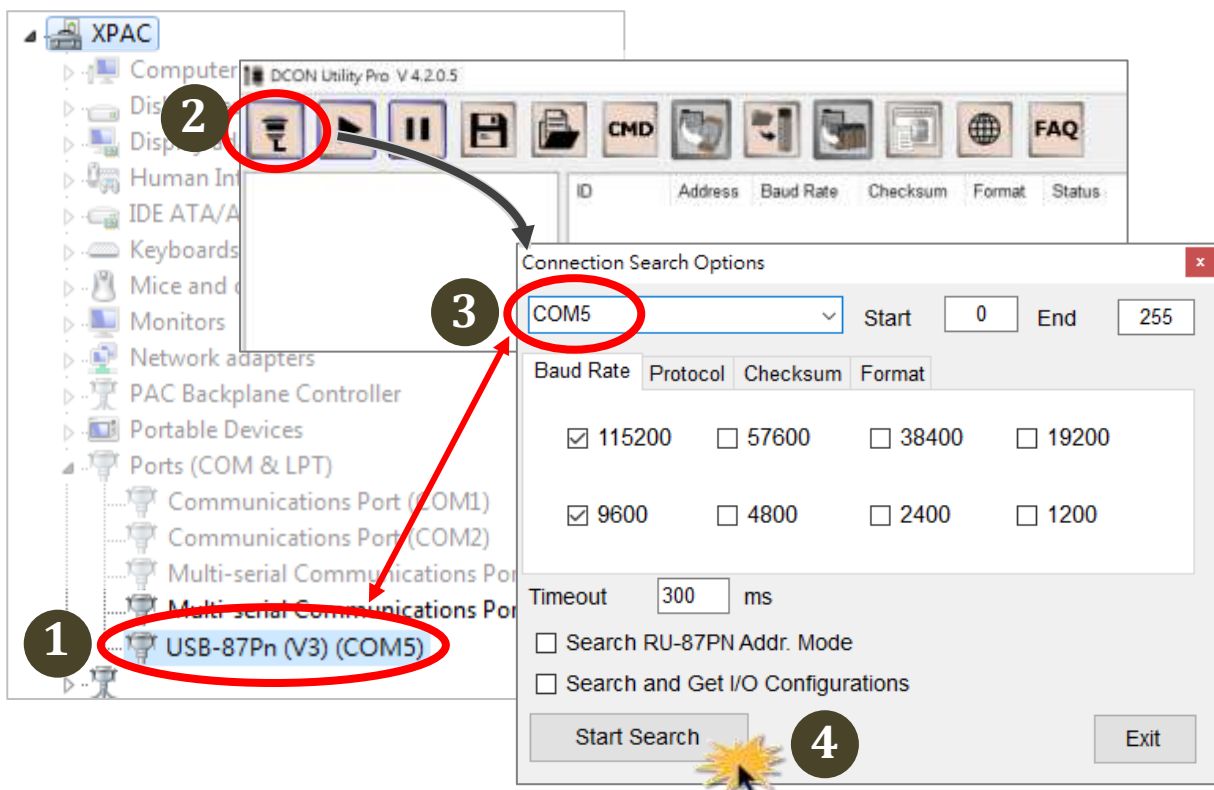 XPAC
Computer
DCON Utility Pro V 4.2.0.5
2
CMD
FAQ
Human Int
IDE ATA/A
Keyboards
Mice and
Monitors
Network adapters
PAC Backplane Controller
Portable Devices
Ports (COM & LPT)
Communications Port (COM1)
Communications Port (COM2)
Multi-serial Communications Por
Multi-serial Communications Por
1
USB-87Pn (V3) (COM5)
ID Address Baud Rate Checksum Format Status
Connection Search Options
x
3
COM5 Start 0 End 255
Baud Rate Protocol Checksum Format
115200 57600 38400 19200
9600 4800 2400 1200
Timeout 300 ms
Search RU-87PN Addr. Mode
Search and Get I/O Configurations
Start Search
4
Exit